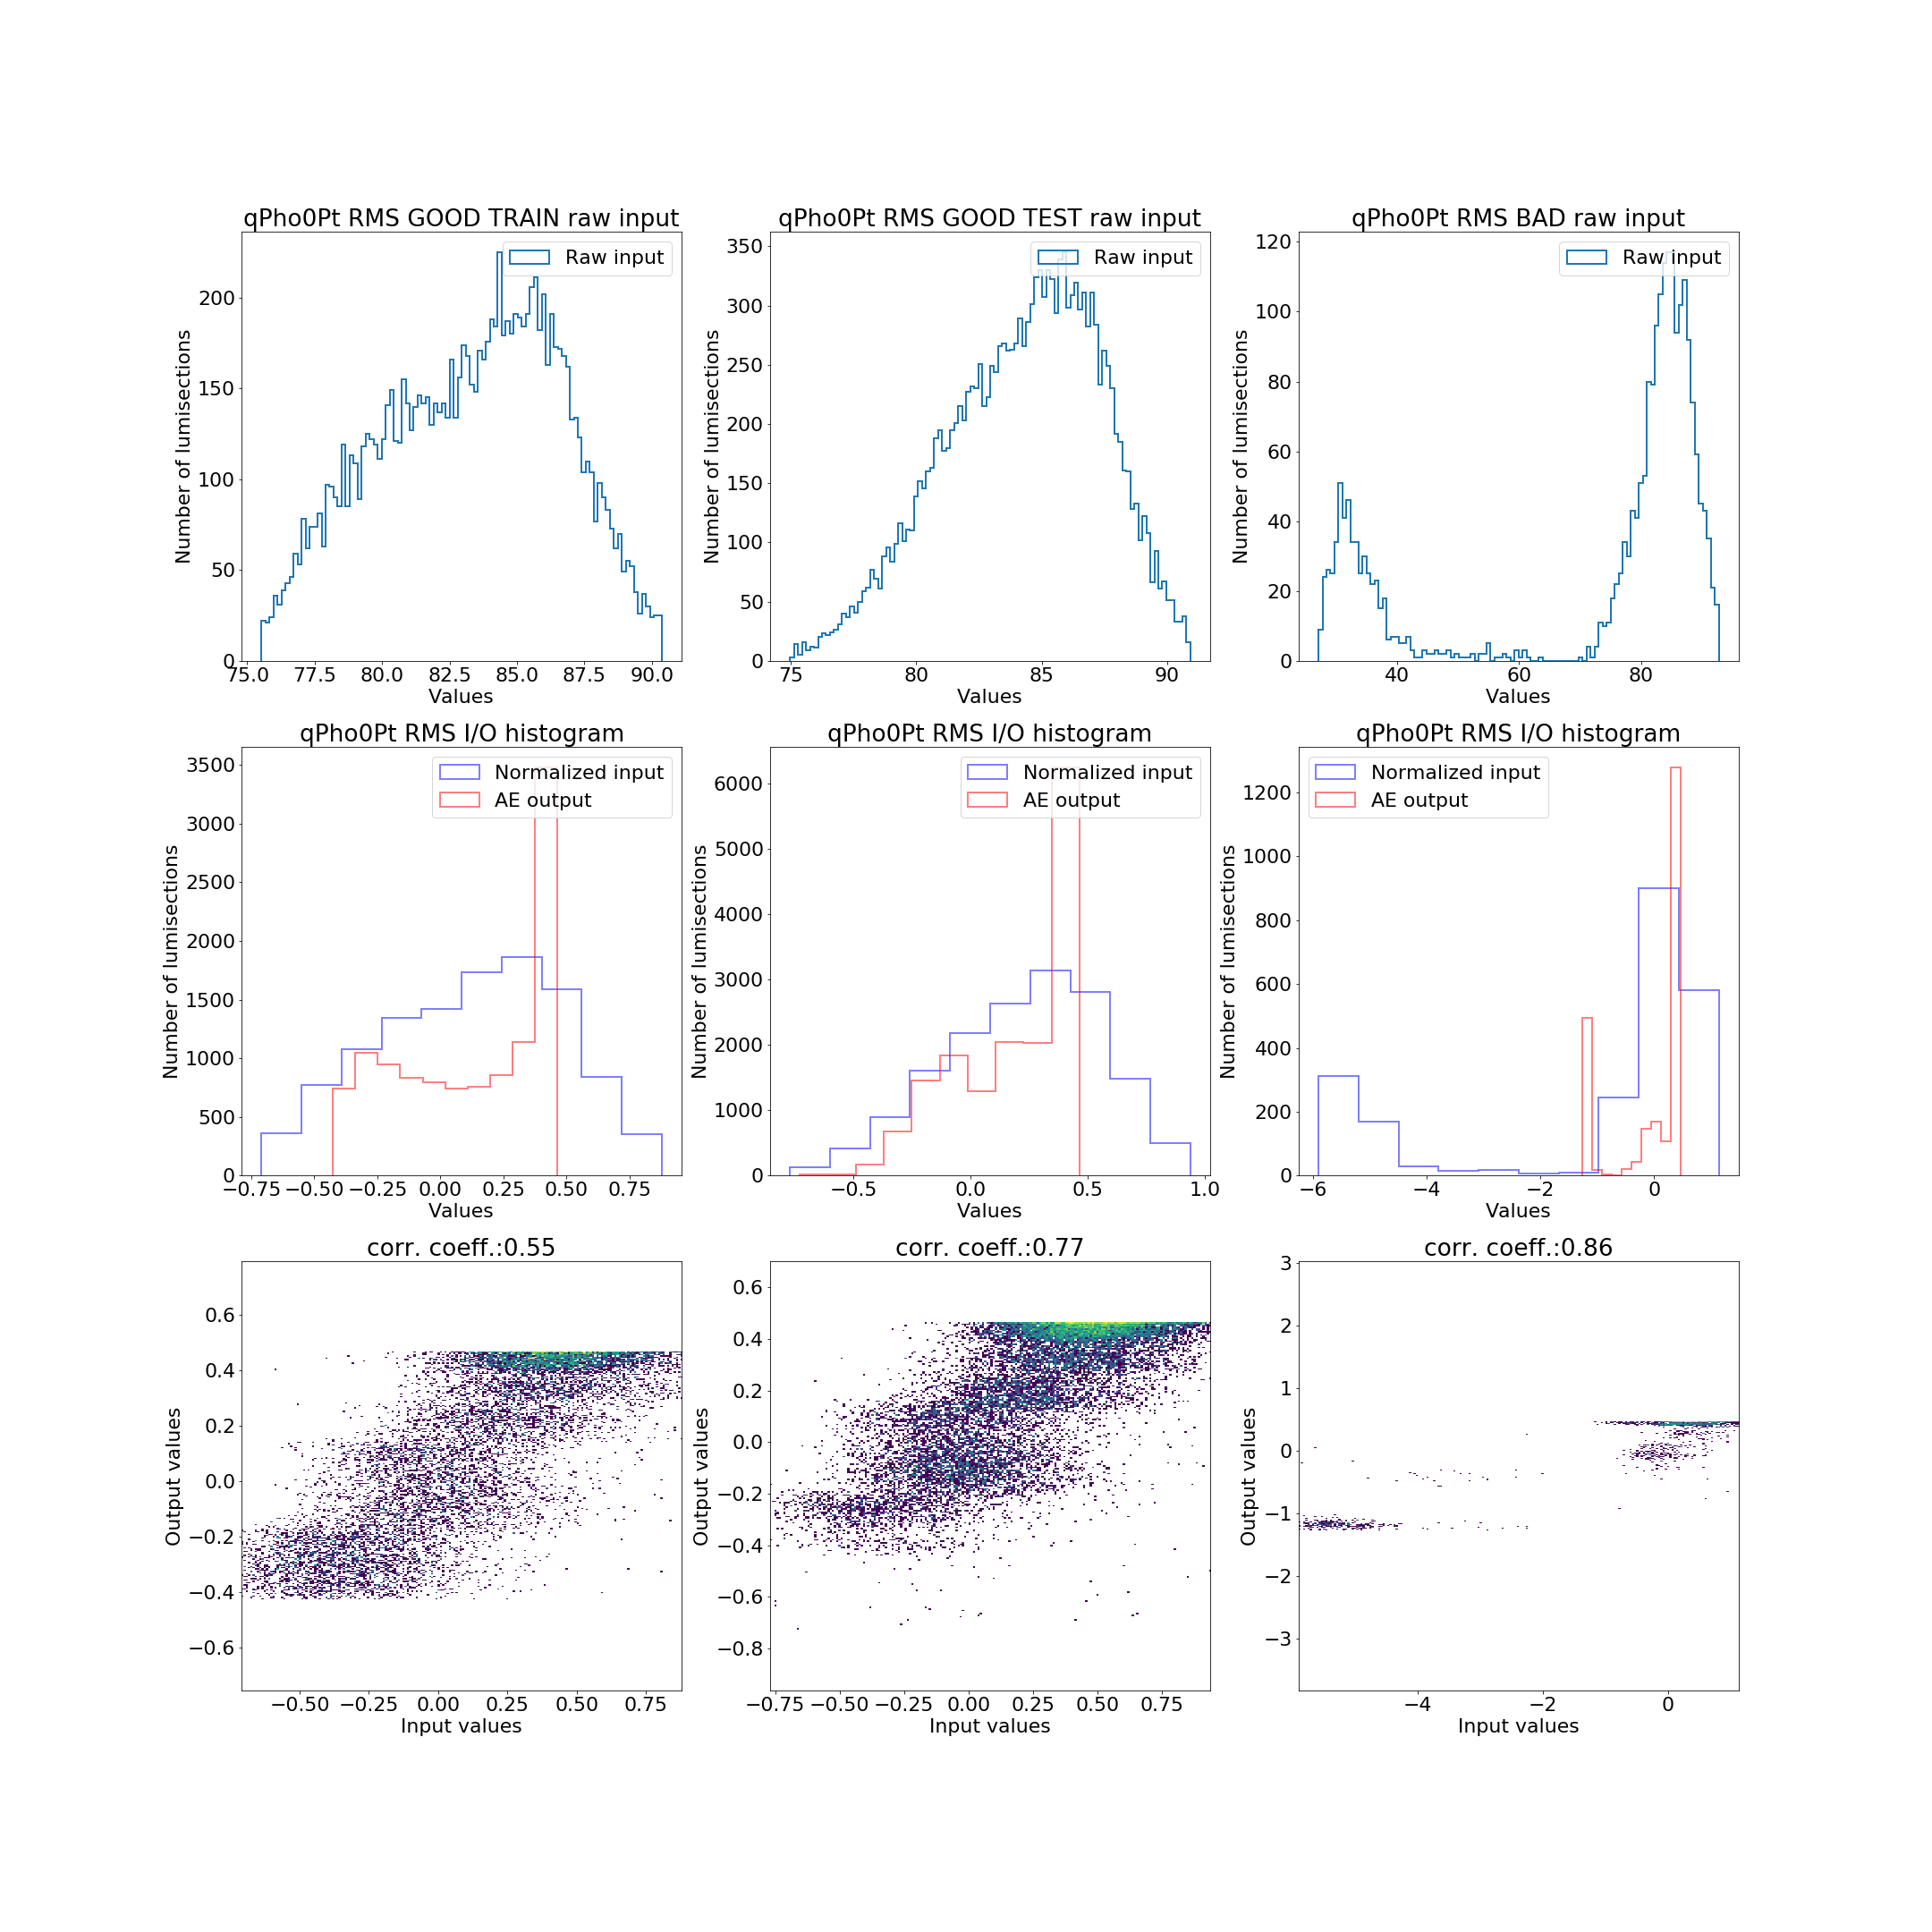 qPho0Pt RMS GOOD TRAIN raw input
Raw input
Number of lumisections
200
150
100
50
0
75.0 77.5 80.0 82.5 85.0 87.5 90.0
Values
qPho0Pt RMS GOOD TEST raw input
Raw input
Number of lumisections
350
300
250
200
150
100
50
0
75 80 85 90
Values
qPho0Pt RMS BAD raw input
Raw input
Number of lumisections
120
100
80
60
40
20
0
40 60 80
Values
qPho0Pt RMS I/O histogram
Normalized input
AE output
Number of lumisections
3500
3000
2500
2000
1500
1000
500
0
−0.75 −0.50 −0.25 0.00 0.25 0.50 0.75
Values
qPho0Pt RMS I/O histogram
Normalized input
AE output
Number of lumisections
6000
5000
4000
3000
2000
1000
0
−0.5 0.0 0.5 1.0
Values
qPho0Pt RMS I/O histogram
Normalized input
AE output
Number of lumisections
1200
1000
800
600
400
200
0
−6 −4 −2 0
Values
corr. coeff.:0.55
Output values
0.6
0.4
0.2
0.0
−0.2
−0.4
−0.6
−0.50 −0.25 0.00 0.25 0.50 0.75
Input values
corr. coeff.:0.77
Output values
0.6
0.4
0.2
0.0
−0.2
−0.4
−0.6
−0.8
−0.75 −0.50 −0.25 0.00 0.25 0.50 0.75
Input values
corr. coeff.:0.86
Output values
3
2
1
0
−1
−2
−3
−4 −2 0
Input values